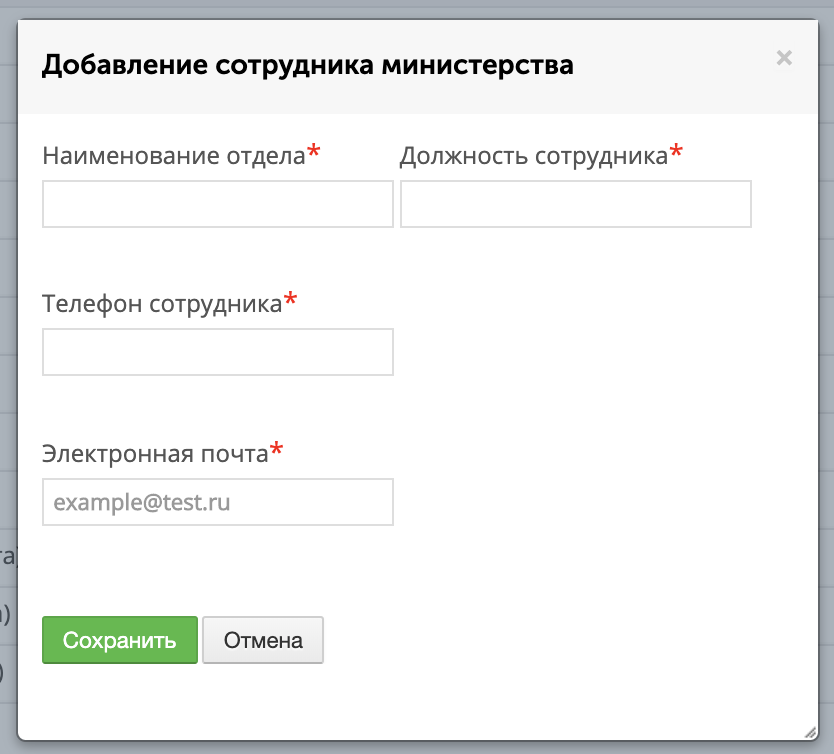 Добавление сотрудника министерства ×
Наименование отдела* Должность сотрудника*
Телефон сотрудника*
Электронная почта*
example@test.ru
Сохранить Отмена